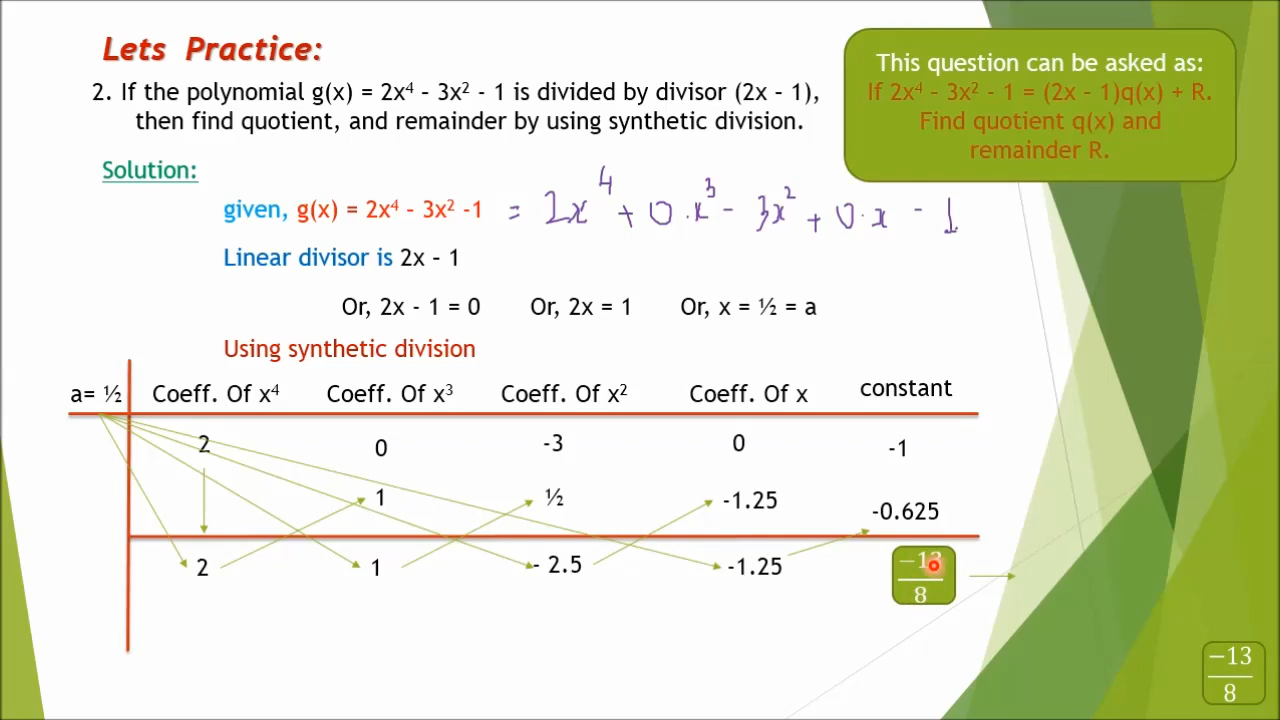 Lets Practice:
2. If the polynomial g(x) = 2x⁴ – 3x² - 1 is divided by divisor (2x – 1),
then find quotient, and remainder by using synthetic division.
This question can be asked as:
If 2x⁴ – 3x² - 1 = (2x – 1)q(x) + R.
Find quotient q(x) and
remainder R.
Solution:
given, g(x) = 2x⁴ – 3x² -1 = 2x⁴ + 0·x³ - 3x² + 0·x - 1
Linear divisor is 2x – 1
Or, 2x - 1 = 0 Or, 2x = 1 Or, x = ½ = a
Using synthetic division
a= ½ Coeff. Of x⁴ Coeff. Of x³ Coeff. Of x² Coeff. Of x constant
2 0 -3 0 -1
1 ½ -1.25 -0.625
2 1 - 2.5 -1.25 −13
8
−13
8